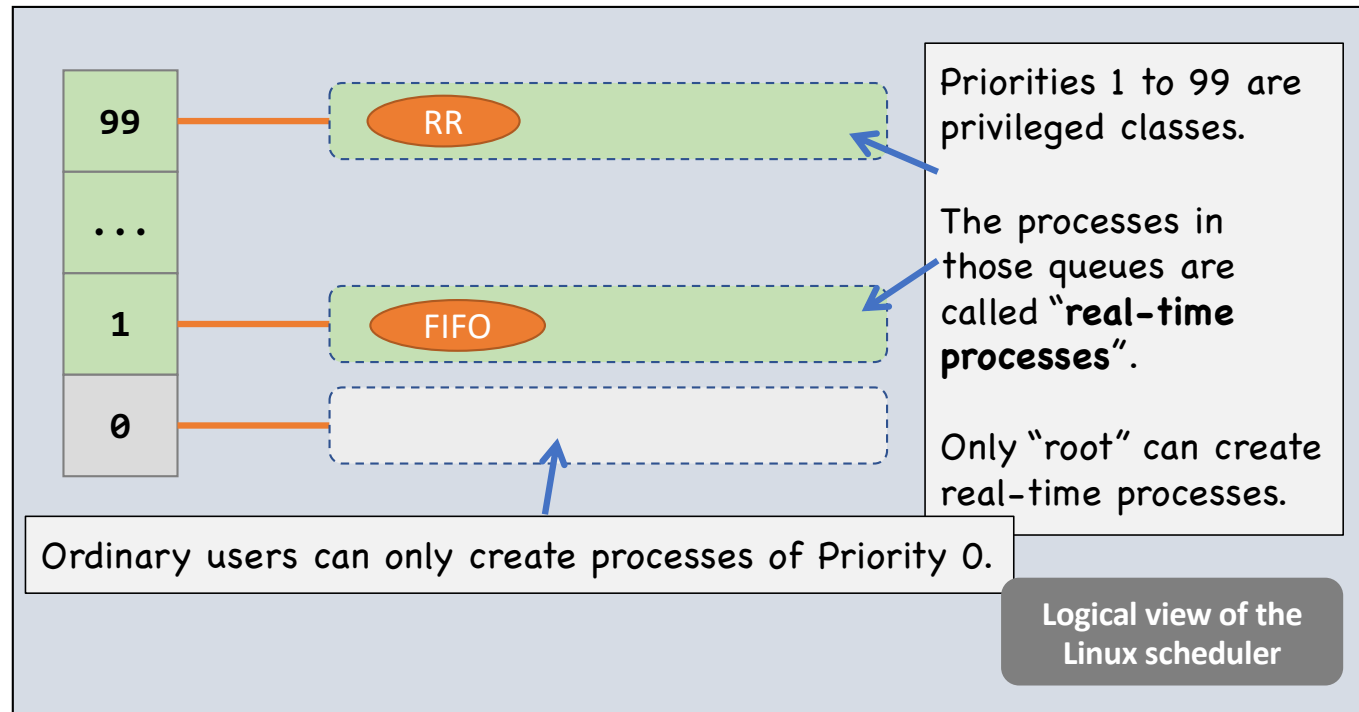 99
RR
...
1
FIFO
0
Priorities 1 to 99 are
privileged classes.
The processes in
those queues are
called “real-time
processes”.
Only “root” can create
real-time processes.
Ordinary users can only create processes of Priority 0.
Logical view of the
Linux scheduler